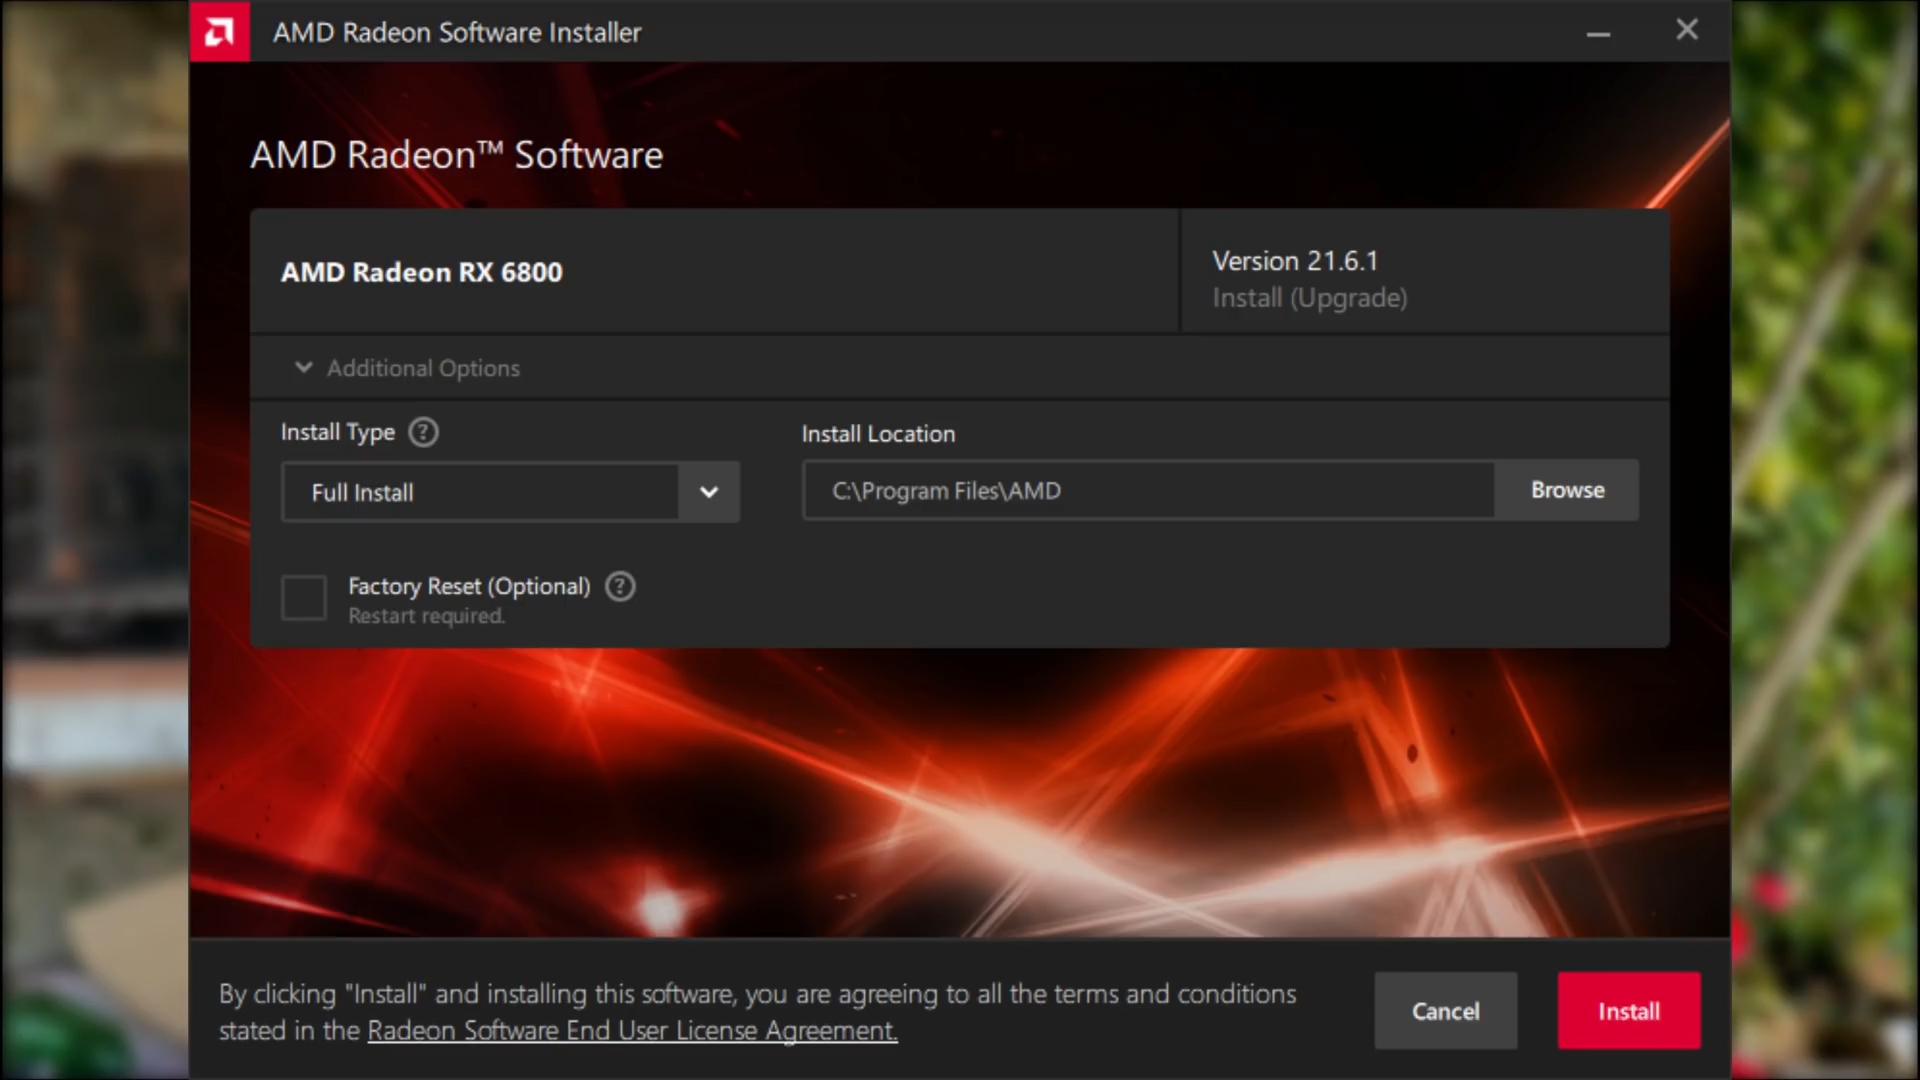 AMD Radeon Software Installer
AMD Radeon™ Software
AMD Radeon RX 6800
Version 21.6.1
Install (Upgrade)
Additional Options
Install Type ?
Install Location
Full Install
C:\Program Files\AMD
Browse
Factory Reset (Optional) ?
Restart required.
By clicking "Install" and installing this software, you are agreeing to all the terms and conditions
stated in the Radeon Software End User License Agreement.
Cancel
Install